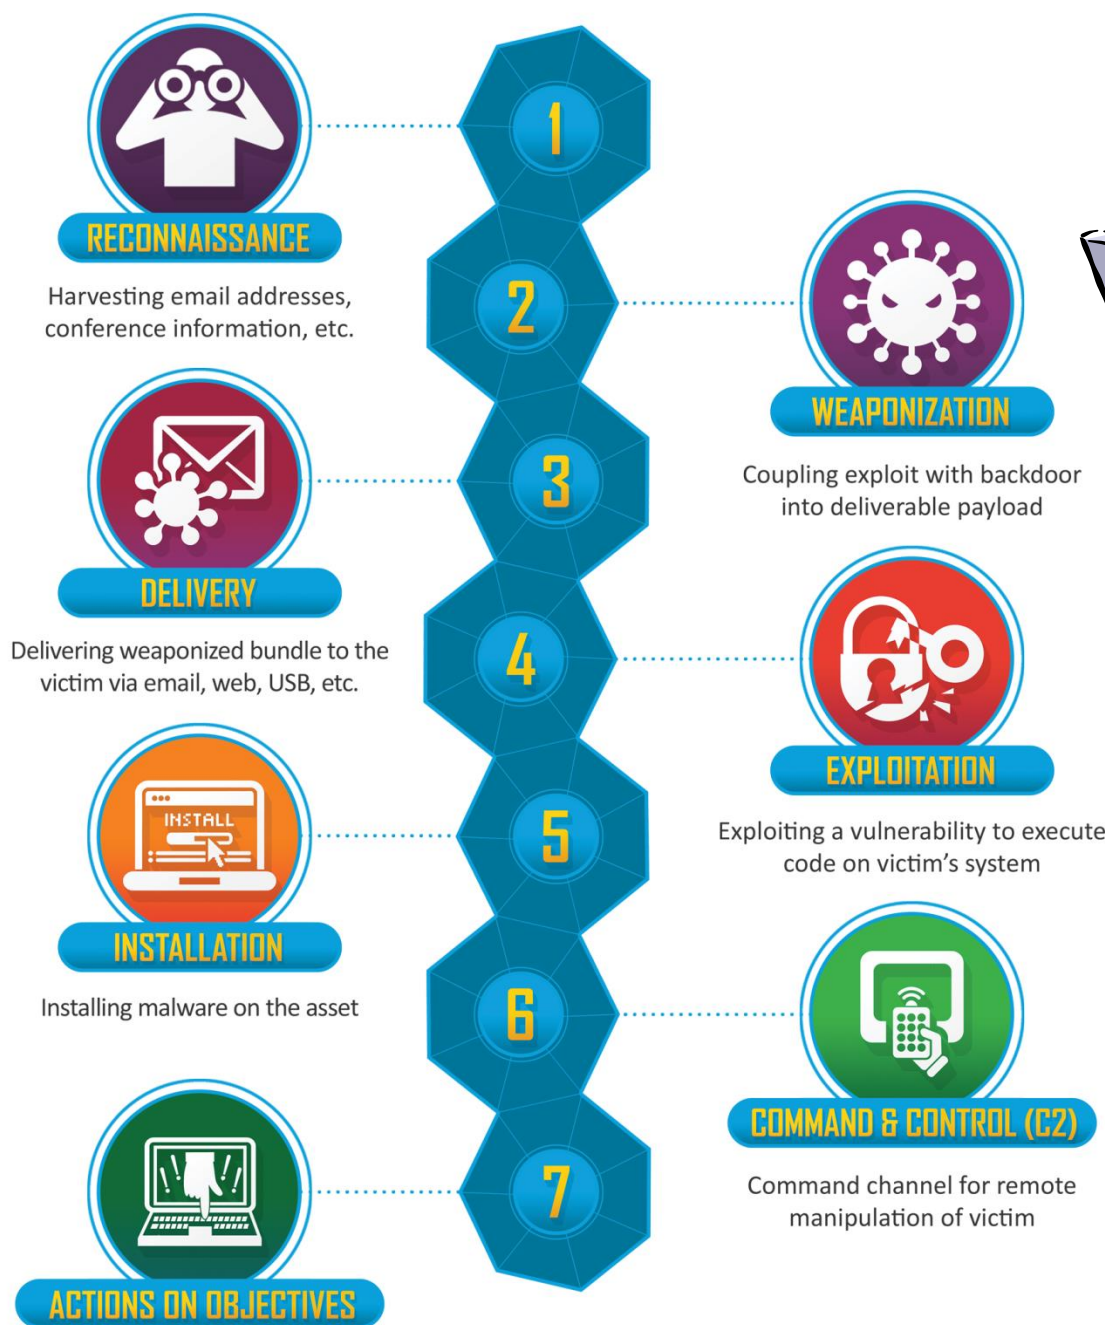 1
RECONNAISSANCE
Harvesting email addresses,
conference information, etc.
2
WEAPONIZATION
Coupling exploit with backdoor
into deliverable payload
3
DELIVERY
Delivering weaponized bundle to the
victim via email, web, USB, etc.
4
EXPLOITATION
Exploiting a vulnerability to execute
code on victim’s system
5
INSTALL
INSTALLATION
Installing malware on the asset
6
COMMAND & CONTROL (C2)
Command channel for remote
manipulation of victim
7
ACTIONS ON OBJECTIVES